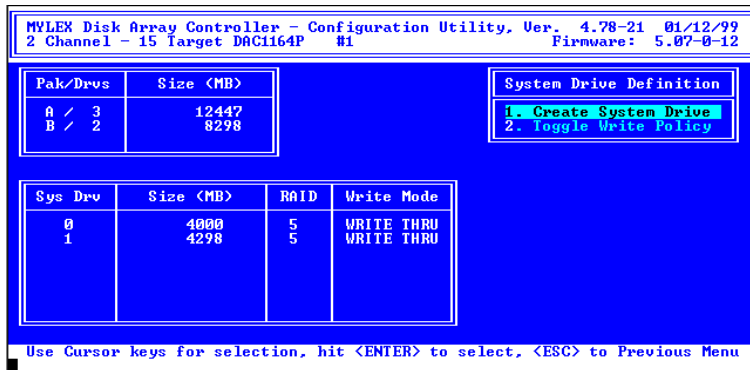 MYLEX Disk Array Controller – Configuration Utility, Ver. 4.78-21 01/12/99
2 Channel – 15 Target DAC1164P #1 Firmware: 5.07-0-12
Pak/Drvs Size (MB)
A / 3 12447
B / 2 8298
System Drive Definition
1. Create System Drive
2. Toggle Write Policy
Sys Drv Size (MB) RAID Write Mode
0 4000 5 WRITE THRU
1 4298 5 WRITE THRU
Use Cursor keys for selection, hit <ENTER> to select, <ESC> to Previous Menu